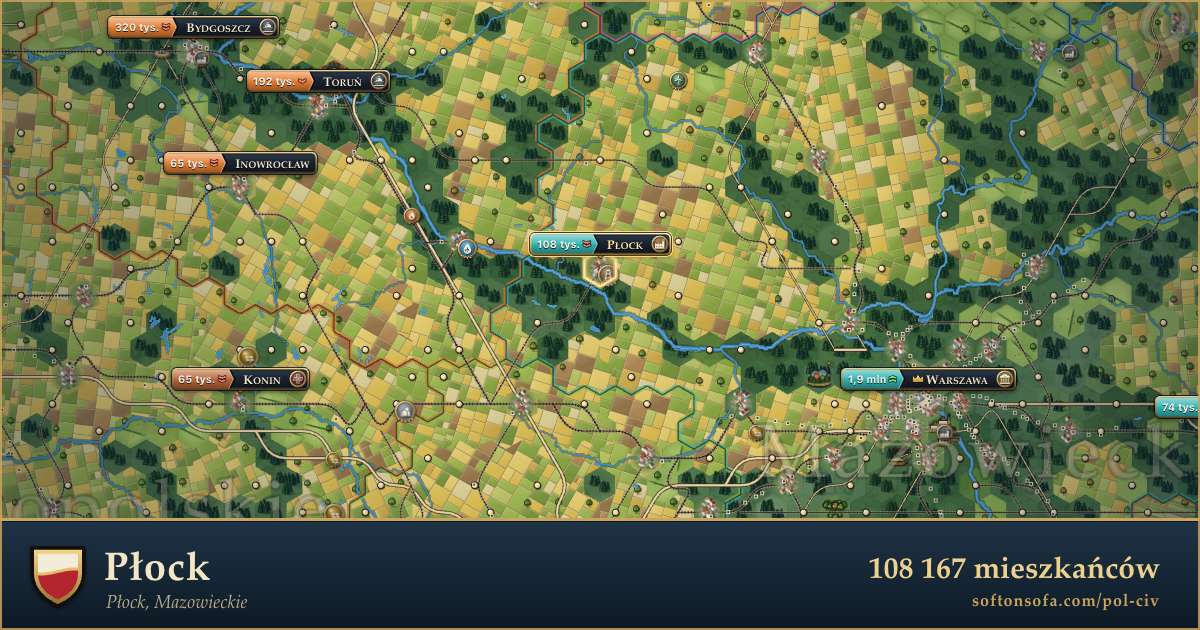 320 tys. BYDGOSZCZ
192 tys. TORUŃ
65 tys. INOWROCŁAW
108 tys. PŁOCK
65 tys. KONIN
1,9 mln WARSZAWA
74 tys.
Mazowieck
opolskie
Płock
Płock, Mazowieckie
108 167 mieszkańców
softonsofa.com/pol-civ